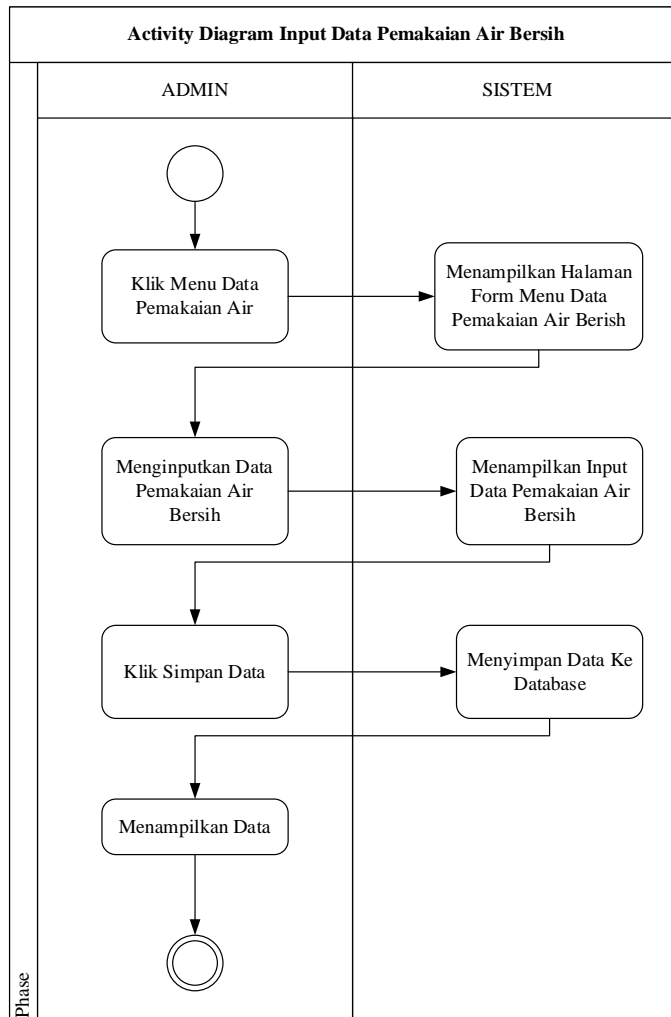 Activity Diagram Input Data Pemakaian Air Bersih
ADMIN
SISTEM
Klik Menu Data
Pemakaian Air
Menampilkan Halaman
Form Menu Data
Pemakaian Air Berish
Menginputkan Data
Pemakaian Air
Bersih
Menampilkan Input
Data Pemakaian Air
Bersih
Klik Simpan Data
Menyimpan Data Ke
Database
Menampilkan Data
Phase